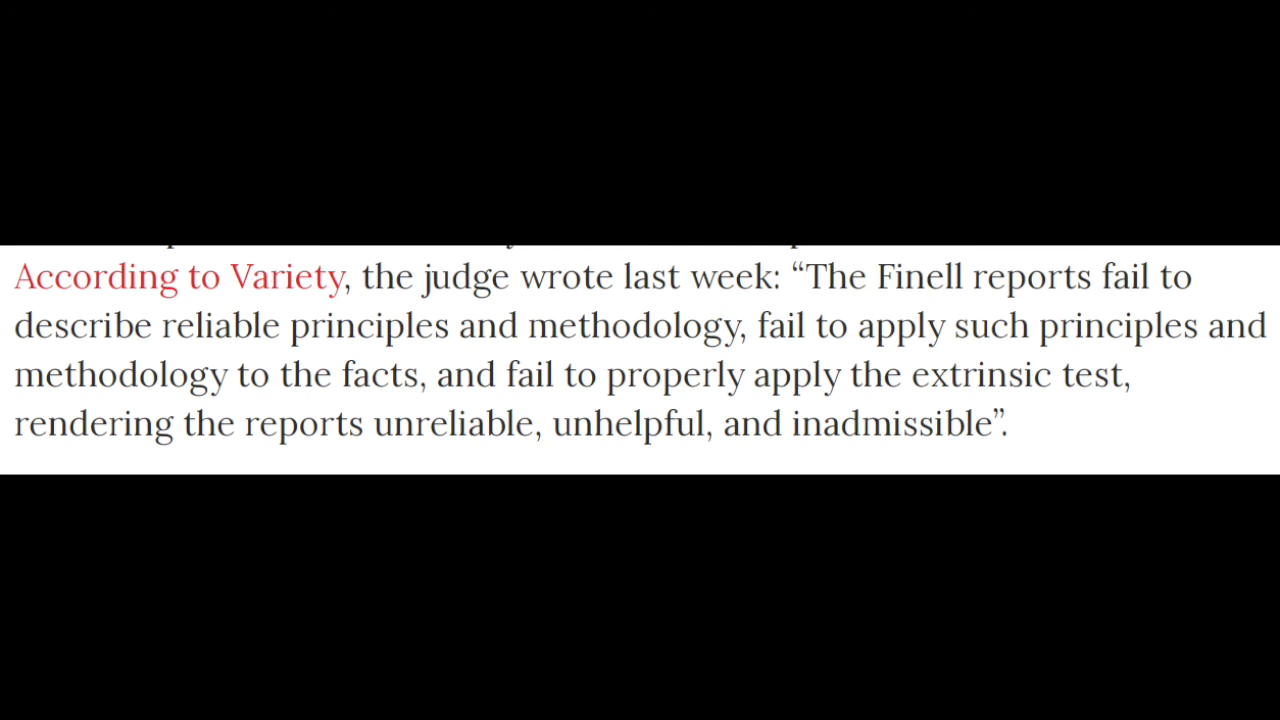 According to Variety, the judge wrote last week: “The Finell reports fail to
describe reliable principles and methodology, fail to apply such principles and
methodology to the facts, and fail to properly apply the extrinsic test,
rendering the reports unreliable, unhelpful, and inadmissible”.